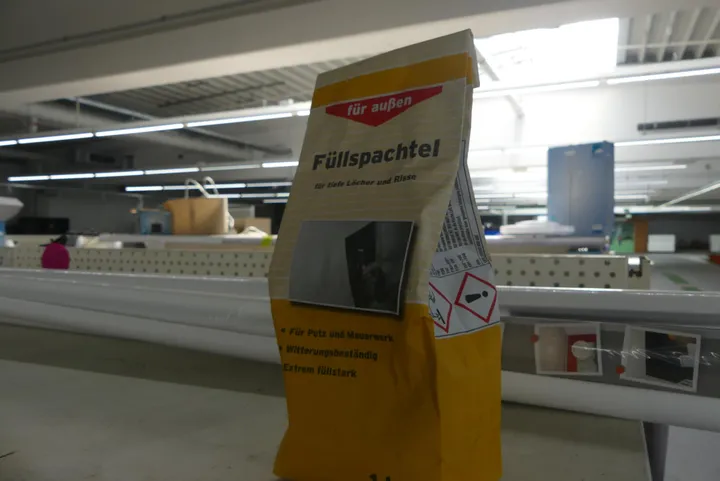 für außen
Füllspachtel
für tiefe Löcher und Risse
• Für Putz und Mauerwerk
• Witterungsbeständig
Extrem füllstark